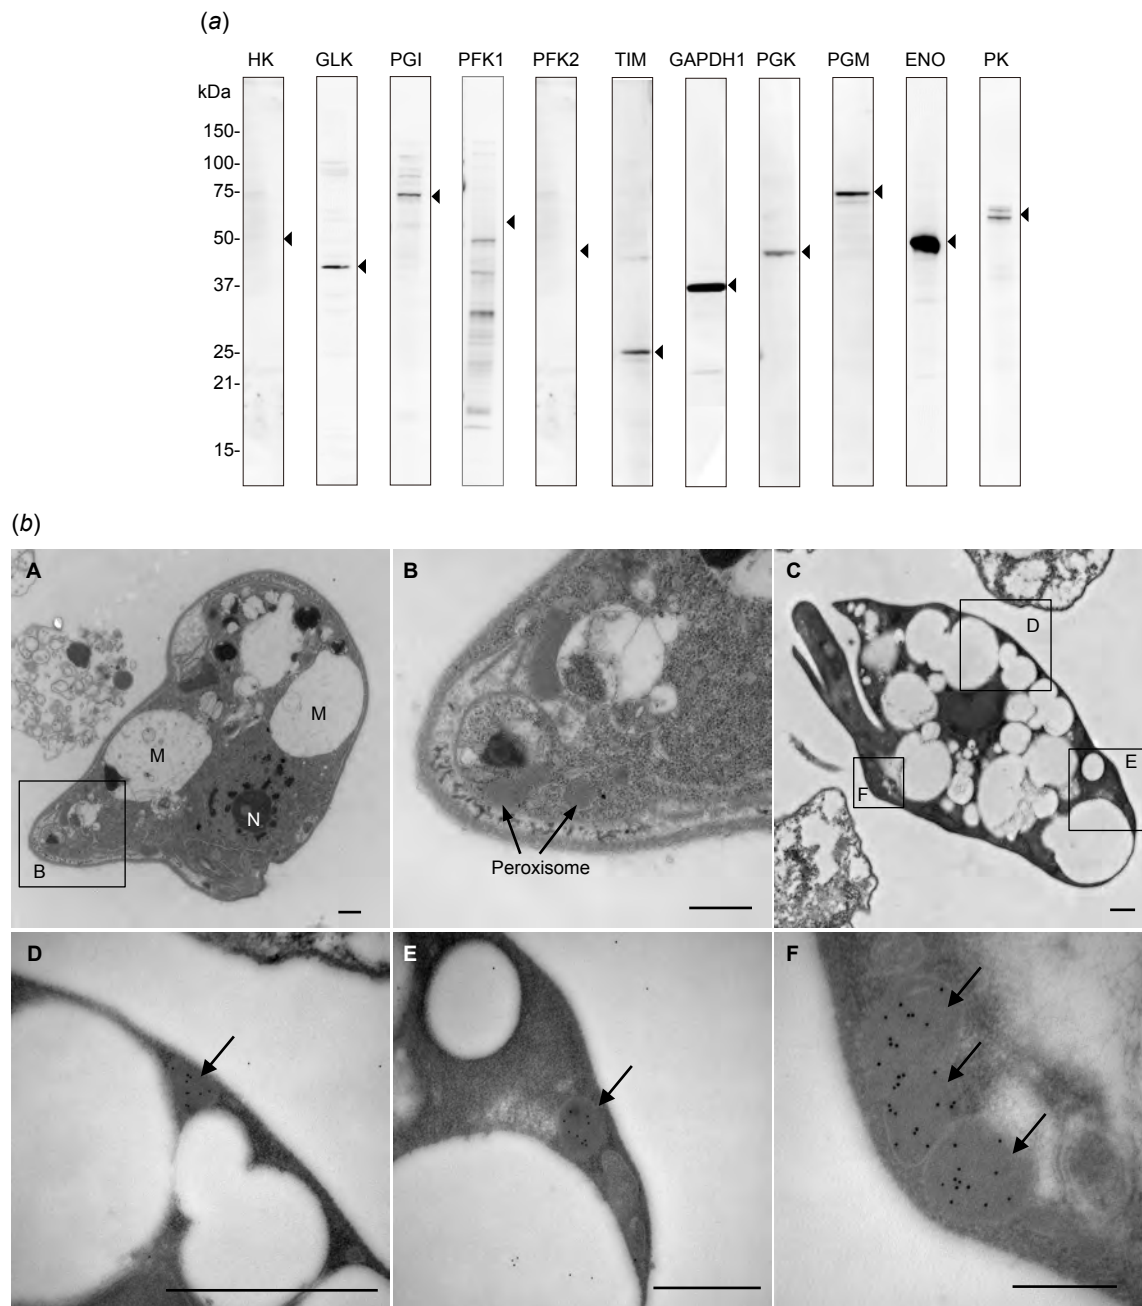 (a)
HK GLK PGI PFK1 PFK2 TIM GAPDH1 PGK PGM ENO PK
kDa
150-
100-
75-
50-
37-
25-
21-
15-
(b)
A B C
D
M
M
E
F
N
B
Peroxisome
D E F